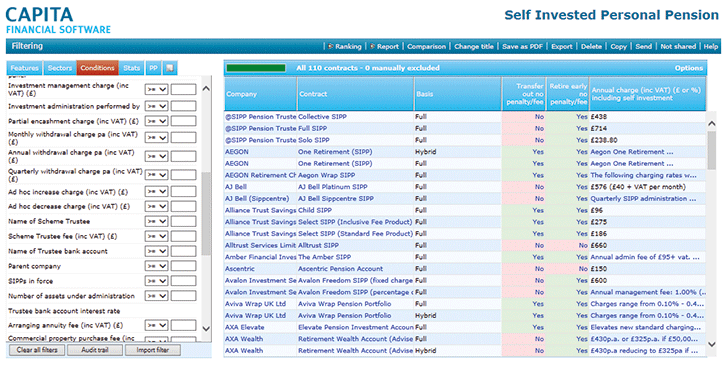 CAPITA
FINANCIAL SOFTWARE
Self Invested Personal Pension
Filtering
Ranking | Report | Comparison | Change title | Save as PDF | Export | Delete | Copy | Send | Not shared | Help
Features Sectors Conditions Stats PP
All 110 contracts - 0 manually excluded Options
Investment management charge (inc VAT) (£) >=
Investment administration performed by >=
Partial encashment charge (inc VAT) (£) >=
Monthly withdrawal charge pa (inc VAT) (£) >=
Annual withdrawal charge pa (inc VAT) (£) >=
Quarterly withdrawal charge pa (inc VAT) (£) >=
Ad hoc increase charge (inc VAT) (£) >=
Ad hoc decrease charge (inc VAT) (£) >=
Name of Scheme Trustee >=
Scheme Trustee fee (inc VAT) (£) >=
Name of Trustee bank account >=
Parent company >=
SIPPs in force >=
Number of assets under administration >=
Trustee bank account interest rate
Arranging annuity fee (inc VAT) (£) >=
Commercial property purchase fee (inc
Clear all filters Audit trail Import filter
Company Contract Basis Transfer out no penalty/fee Retire early no penalty/fee Annual charge (inc VAT) (£ or %) including self investment
@SIPP Pension Truste Collective SIPP Full No Yes £438
@SIPP Pension Truste Full SIPP Full No Yes £714
@SIPP Pension Truste Solo SIPP Full No Yes £238.80
AEGON One Retirement (SIPP) Hybrid Yes Yes Aegon One Retirement ...
AEGON One Retirement (SIPP) Full Yes Yes Aegon One Retirement ...
AEGON Retirement Ch Aegon Wrap SIPP Full Yes Yes The following charging rates w...
AJ Bell AJ Bell Platinum SIPP Full No Yes £576 (£40 + VAT per month)
AJ Bell (Sippcentre) AJ Bell Sippcentre SIPP Full No Yes Quarterly SIPP administration ...
Alliance Trust Savings Child SIPP Full Yes Yes £96
Alliance Trust Savings Select SIPP (Inclusive Fee Product) Full Yes Yes £275
Alliance Trust Savings Select SIPP (Standard Fee Product) Full Yes Yes £186
Alltrust Services Limit Alltrust SIPP Full No No £660
Amber Financial Inves The Amber SIPP Full Yes Yes Annual admin fee of £95+ vat. ...
Ascentric Ascentric Pension Account Full Yes No £150
Avalon Investment Se Avalon Freedom SIPP (fixed charge Full No Yes £600
Avalon Investment Se Avalon Freedom SIPP (percentage c Full No Yes Annual management fee: 1.00% (...
Aviva Wrap UK Ltd Aviva Wrap Pension Portfolio Full Yes Yes Charges range from 0.10% - 0.4...
Aviva Wrap UK Ltd Aviva Wrap Pension Portfolio Hybrid Yes Yes Charges range from 0.10% - 0.4...
AXA Elevate Elevate Pension Investment Accoun Full Yes Yes Elevates new standard charging...
AXA Wealth Retirement Wealth Account (Advise Full No Yes £430p.a. or £325p.a. if £50,00...
AXA Wealth Retirement Wealth Account (Advise Hybrid No Yes £430p.a reducing to £325pa if ...